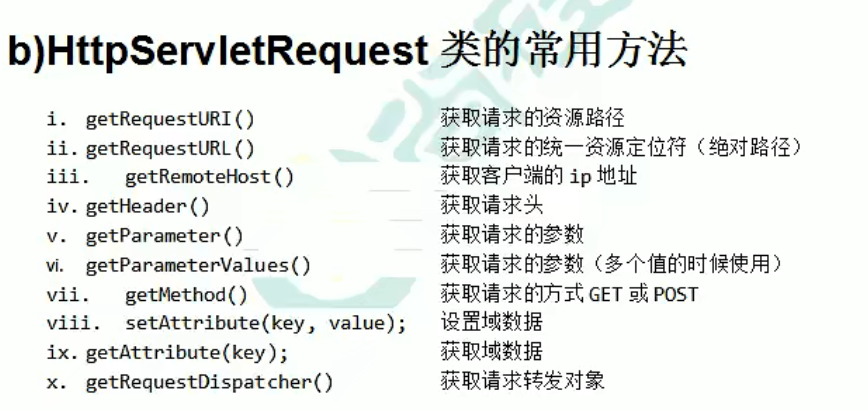 b)HttpServletRequest 类的常用方法
i. getRequestURI() 获取请求的资源路径
ii. getRequestURL() 获取请求的统一资源定位符（绝对路径）
iii. getRemoteHost() 获取客户端的 ip 地址
iv. getHeader() 获取请求头
v. getParameter() 获取请求的参数
vi. getParameterValues() 获取请求的参数（多个值的时候使用）
vii. getMethod() 获取请求的方式 GET 或 POST
viii. setAttribute(key, value); 设置域数据
ix. getAttribute(key); 获取域数据
x. getRequestDispatcher() 获取请求转发对象